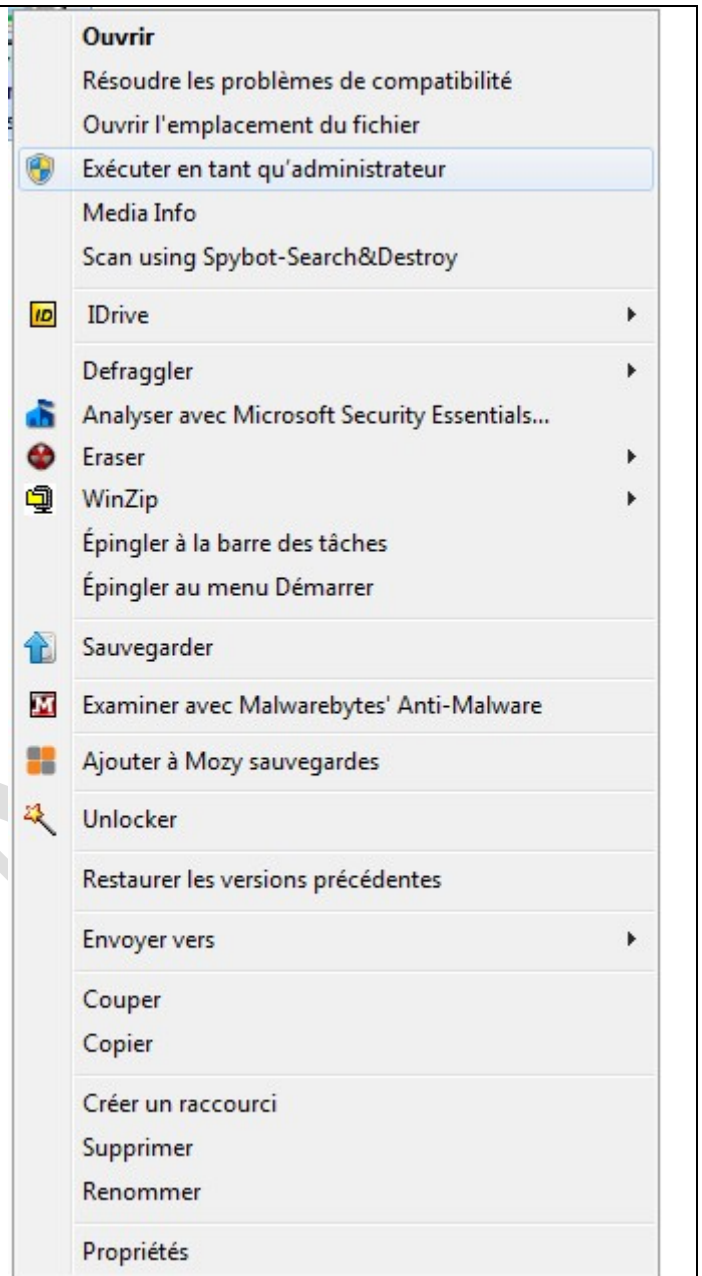 Ouvrir
Résoudre les problèmes de compatibilité
Ouvrir l'emplacement du fichier
Exécuter en tant qu'administrateur
Media Info
Scan using Spybot-Search&Destroy
ID IDrive
Defraggler
Analyser avec Microsoft Security Essentials...
Eraser
WinZip
Épingler à la barre des tâches
Épingler au menu Démarrer
Sauvegarder
M Examiner avec Malwarebytes' Anti-Malware
Ajouter à Mozy sauvegardes
Unlocker
Restaurer les versions précédentes
Envoyer vers
Couper
Copier
Créer un raccourci
Supprimer
Renommer
Propriétés